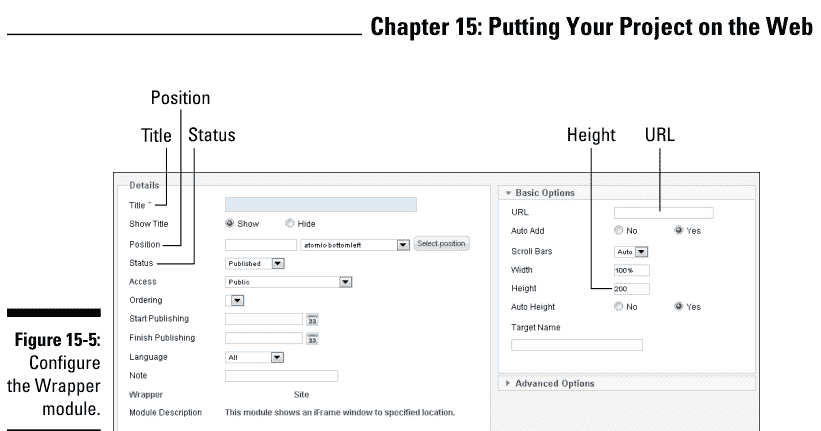 Chapter 15: Putting Your Project on the Web
Position
Title Status
Height URL
Details
Title *
Show Title Show Hide
Position atomic-bottomleft Select position
Status Published
Access Public
Ordering
Start Publishing 23
Finish Publishing 23
Language All
Note
Wrapper Site
Module Description This module shows an iFrame window to specified location.
Basic Options
URL
Auto Add No Yes
Scroll Bars Auto
Width 100%
Height 200
Auto Height No Yes
Target Name
Advanced Options
Figure 15-5:
Configure
the Wrapper
module.